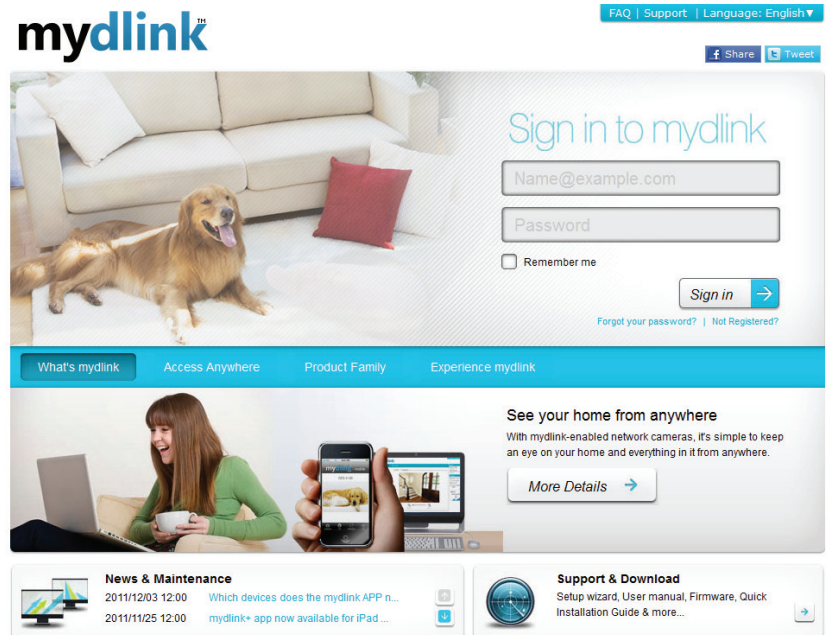 FAQ | Support | Language: English▼
mydlink™
Share Tweet
Sign in to mydlink
Name@example.com
Password
Remember me
Sign in
Forgot your password? | Not Registered?
What's mydlink Access Anywhere Product Family Experience mydlink
See your home from anywhere
With mydlink-enabled network cameras, it's simple to keep
an eye on your home and everything in it from anywhere.
mydlink
More Details
News & Maintenance
2011/12/03 12:00 Which devices does the mydlink APP n...
2011/11/25 12:00 mydlink+ app now available for iPad ...
Support & Download
Setup wizard, User manual, Firmware, Quick
Installation Guide & more...